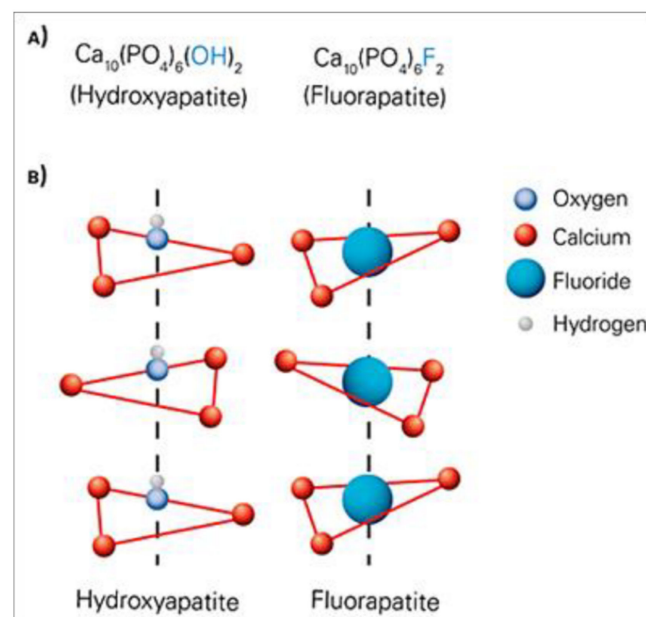 A)
Ca₁₀(PO₄)₆(OH)₂ Ca₁₀(PO₄)₆F₂
(Hydroxyapatite) (Fluorapatite)
B)
Oxygen
Calcium
Fluoride
Hydrogen
Hydroxyapatite Fluorapatite